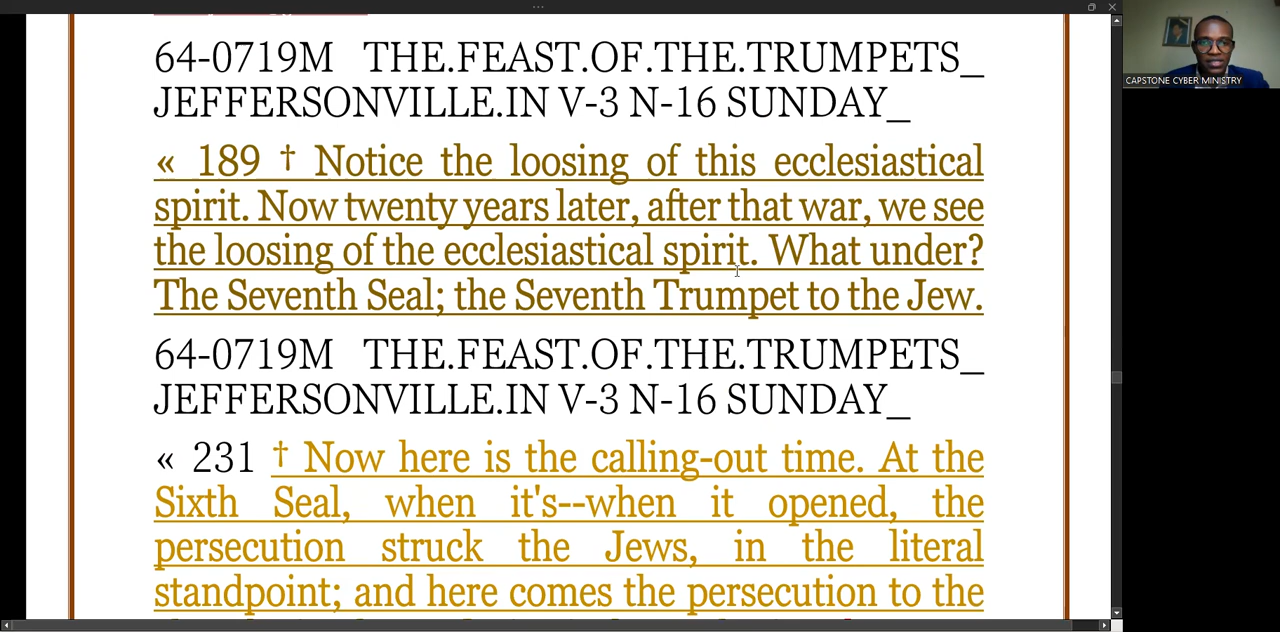 64-0719M THE.FEAST.OF.THE.TRUMPETS_
JEFFERSONVILLE.IN V-3 N-16 SUNDAY_
« 189 † Notice the loosing of this ecclesiastical
spirit. Now twenty years later, after that war, we see
the loosing of the ecclesiastical spirit. What under?
The Seventh Seal; the Seventh Trumpet to the Jew.
64-0719M THE.FEAST.OF.THE.TRUMPETS_
JEFFERSONVILLE.IN V-3 N-16 SUNDAY_
« 231 † Now here is the calling-out time. At the
Sixth Seal, when it's--when it opened, the
persecution struck the Jews, in the literal
standpoint; and here comes the persecution to the
CAPSTONE CYBER MINISTRY